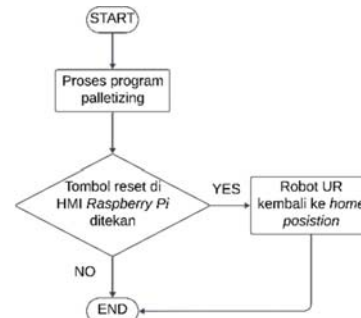 START
Proses program
palletizing
Tombol reset di
HMI Raspberry Pi
ditekan
YES
Robot UR
kembali ke home
posistion
NO
END